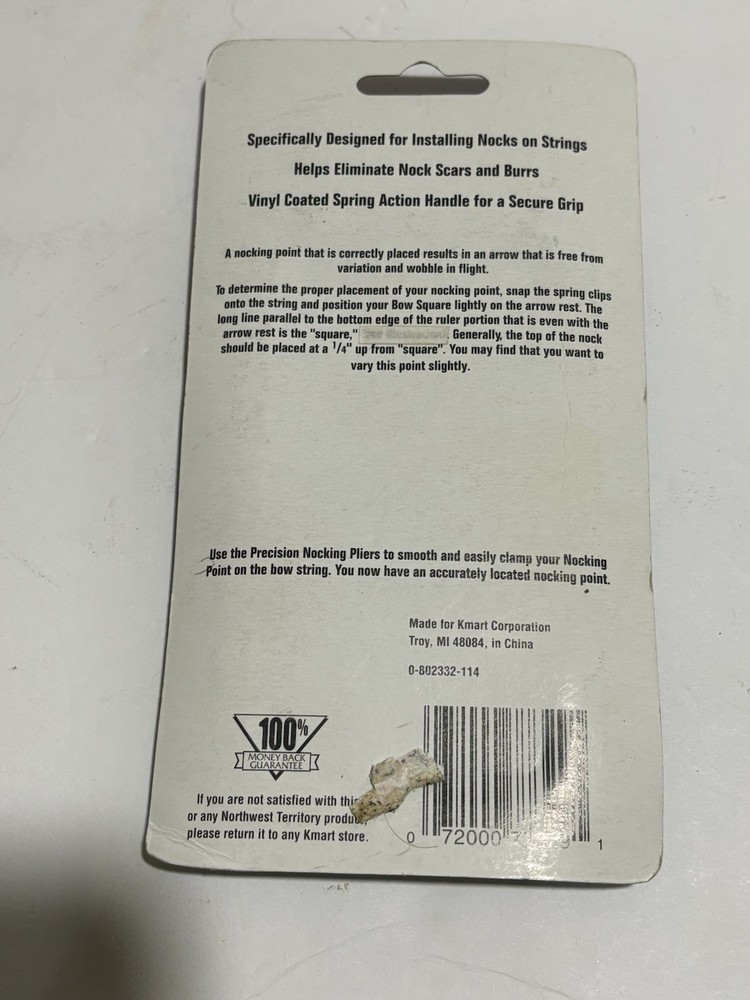 Specifically Designed for Installing Nocks on Strings
Helps Eliminate Nock Scars and Burrs
Vinyl Coated Spring Action Handle for a Secure Grip
A nocking point that is correctly placed results in an arrow that is free from
variation and wobble in flight.
To determine the proper placement of your nocking point, snap the spring clips
onto the string and position your Bow Square lightly on the arrow rest. The
long line parallel to the bottom edge of the ruler portion that is even with the
arrow rest is the "square," Generally, the top of the nock
should be placed at a 1/4" up from "square". You may find that you want to
vary this point slightly.
Use the Precision Nocking Pliers to smooth and easily clamp your Nocking
Point on the bow string. You now have an accurately located nocking point.
Made for Kmart Corporation
Troy, MI 48084, in China
0-802332-114
100%
MONEY BACK
GUARANTEE
If you are not satisfied with this
or any Northwest Territory product,
please return it to any Kmart store.
0 72000 1